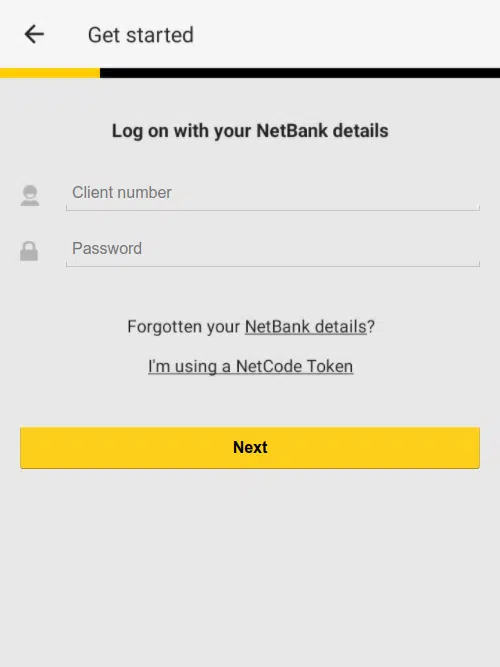 Get started
Log on with your NetBank details
Client number
Password
Forgotten your NetBank details?
I'm using a NetCode Token
Next